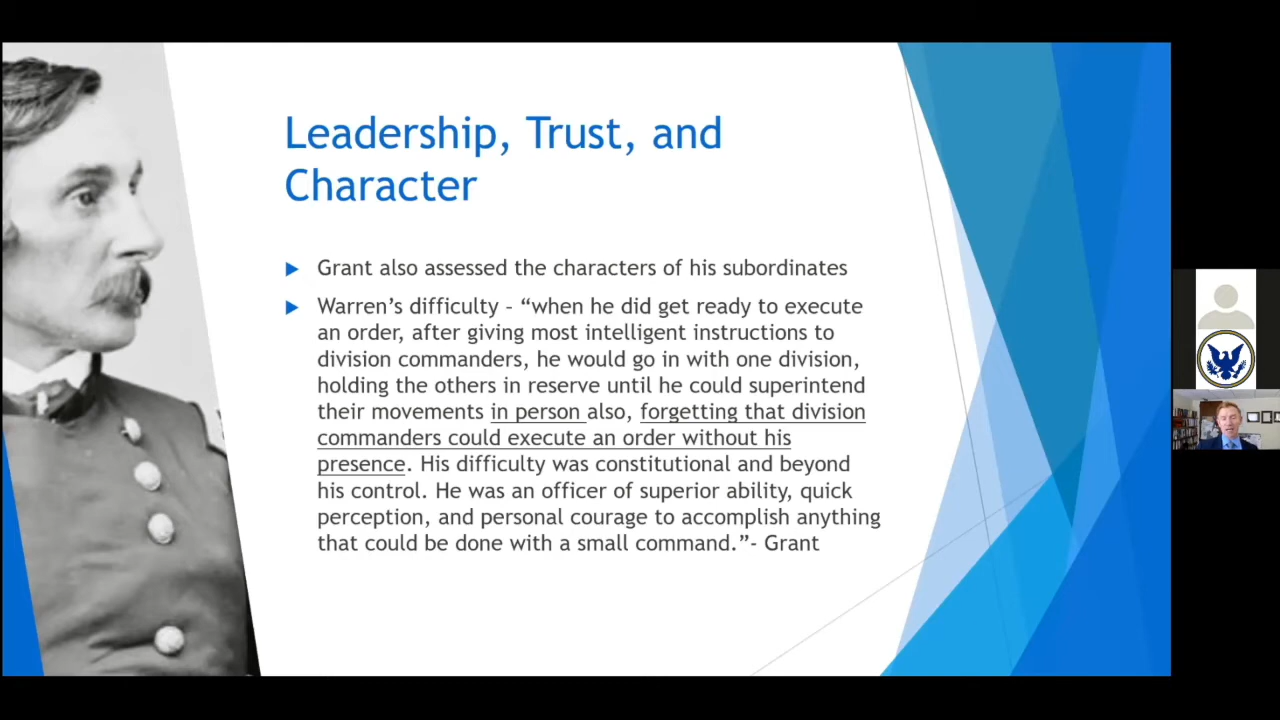 Leadership, Trust, and
Character
Grant also assessed the characters of his subordinates
Warren’s difficulty – “when he did get ready to execute
an order, after giving most intelligent instructions to
division commanders, he would go in with one division,
holding the others in reserve until he could superintend
their movements in person also, forgetting that division
commanders could execute an order without his
presence. His difficulty was constitutional and beyond
his control. He was an officer of superior ability, quick
perception, and personal courage to accomplish anything
that could be done with a small command.”- Grant